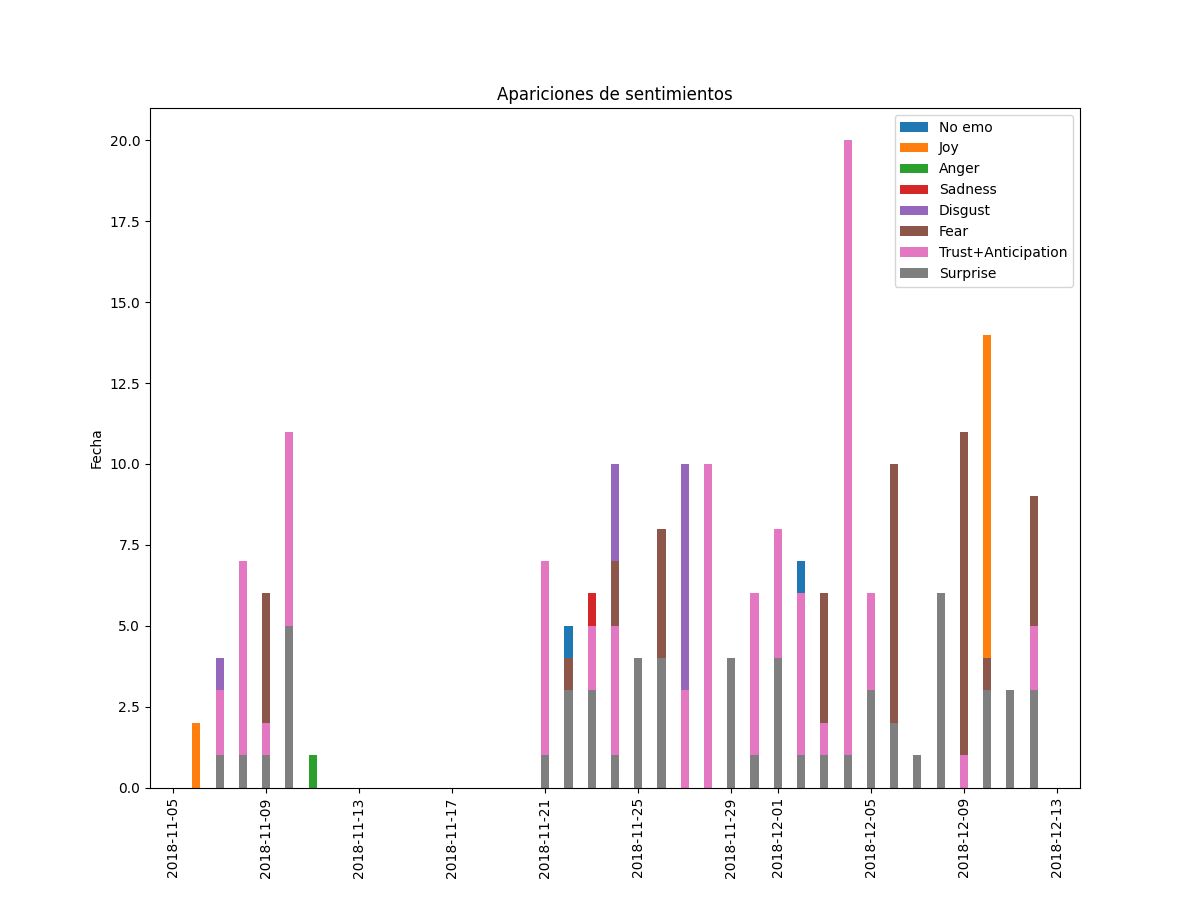 Apariciones de sentimientos
No emo
Joy
Anger
Sadness
Disgust
Fear
Trust+Anticipation
Surprise
Fecha
20.0
17.5
15.0
12.5
10.0
7.5
5.0
2.5
0.0
2018-11-05
2018-11-09
2018-11-13
2018-11-17
2018-11-21
2018-11-25
2018-11-29
2018-12-01
2018-12-05
2018-12-09
2018-12-13